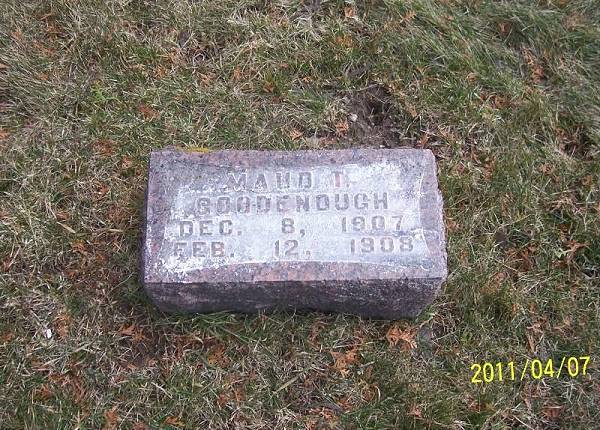 MAUD T.
GOODENOUGH
DEC. 8, 1907
FEB. 12, 1908
2011/04/07